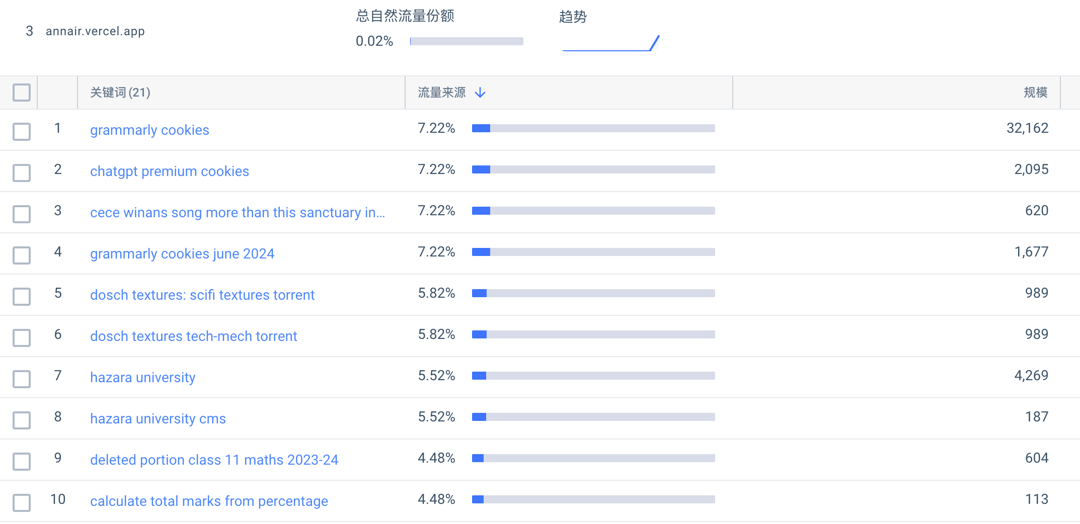 总自然流量份额
趋势
3 annair.vercel.app
0.02%
关键词 (21) 流量来源 规模
1 grammarly cookies 7.22% 32,162
2 chatgpt premium cookies 7.22% 2,095
3 cece winans song more than this sanctuary in... 7.22% 620
4 grammarly cookies june 2024 7.22% 1,677
5 dosch textures: scifi textures torrent 5.82% 989
6 dosch textures tech-mech torrent 5.82% 989
7 hazara university 5.52% 4,269
8 hazara university cms 5.52% 187
9 deleted portion class 11 maths 2023-24 4.48% 604
10 calculate total marks from percentage 4.48% 113